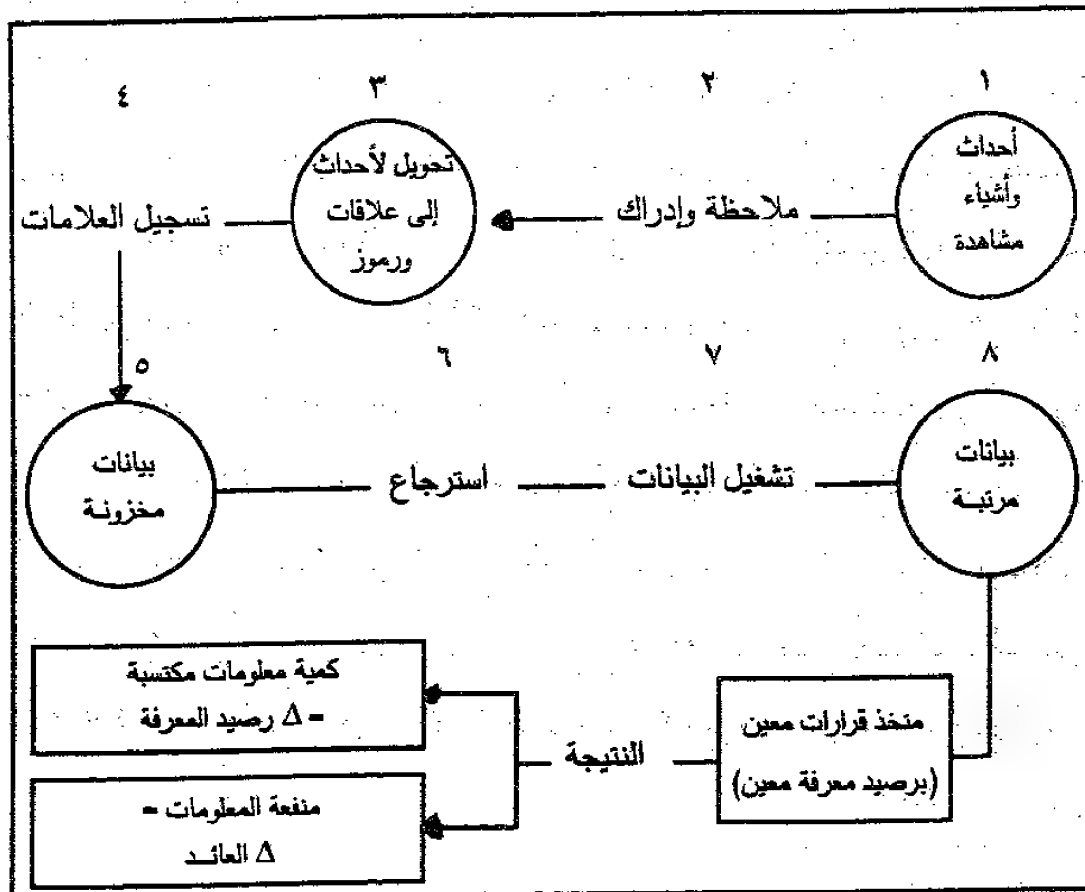 ١
٢
٣
٤
أحداث
وأشياء
مشاهدة
ملاحظة وإدراك
تحويل لأحداث
إلى علاقات
ورموز
تسجيل العلامات
٥
٦
٧
٨
بيانات
مخزونة
استرجاع
تشغيل البيانات
بيانات
مرتبة
متخذ قرارات معين
(برصيد معرفة معين)
النتيجة
كمية معلومات مكتسبة
= Δ رصيد المعرفة
منفعة المعلومات =
Δ العائد